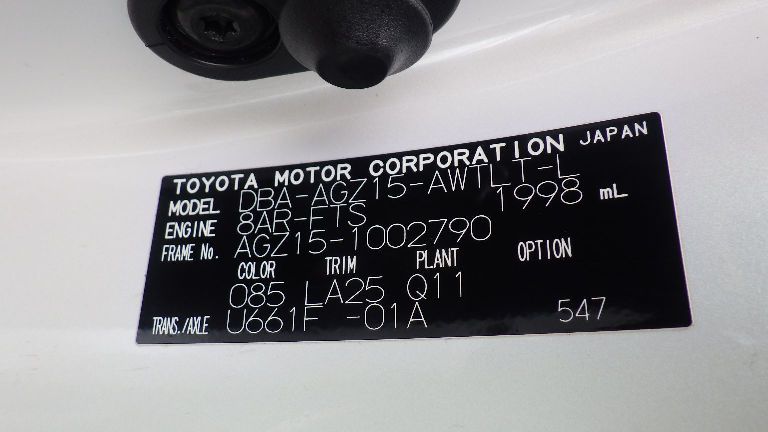 TOYOTA MOTOR CORPORATION JAPAN
MODEL DBA-AGZ15-AWTLT-L
ENGINE 8AR-FTS 1998 mL
FRAME No. AGZ15-1002790
COLOR TRIM PLANT OPTION
085 LA25 Q11
TRANS./AXLE U661F -01A 547